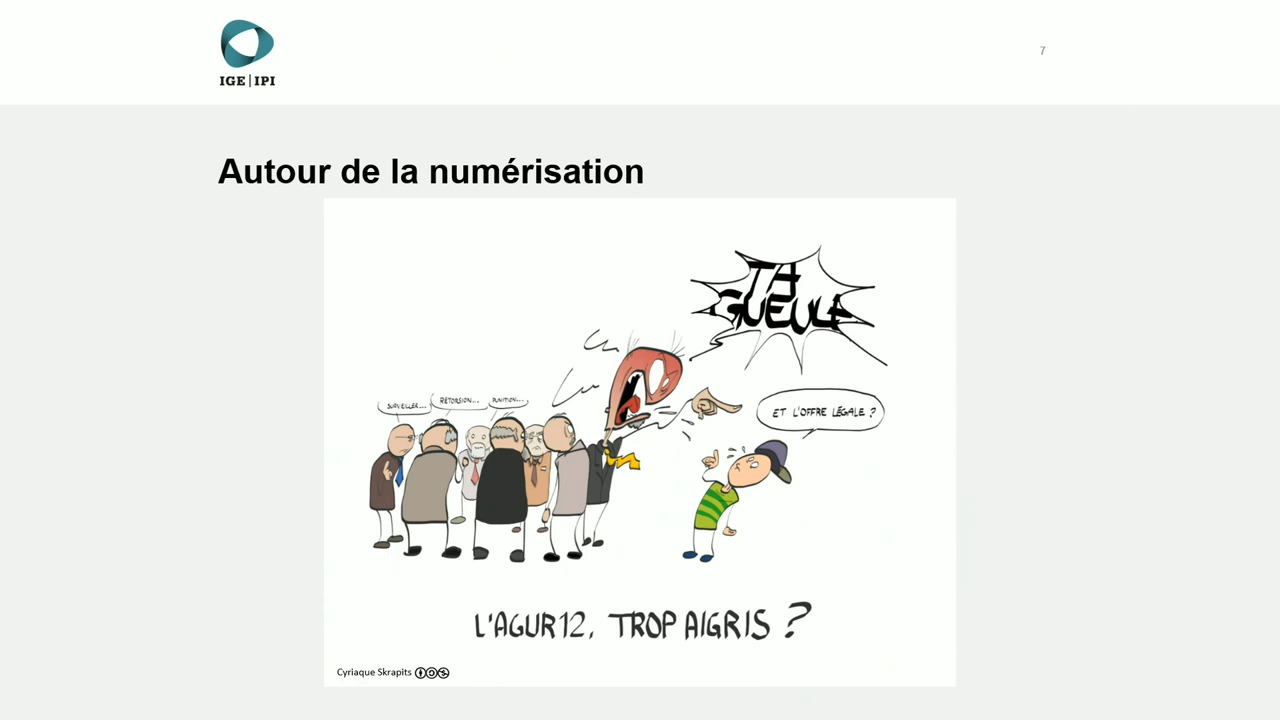 IGE | IPI
7
Autour de la numérisation
TA
GUEULE
SURVEILLER...
RETORSION...
PUNITION...
ET L'OFFRE LÉGALE ?
L'AGUR12, TROP AIGRIS ?
Cyriaque Skrapits